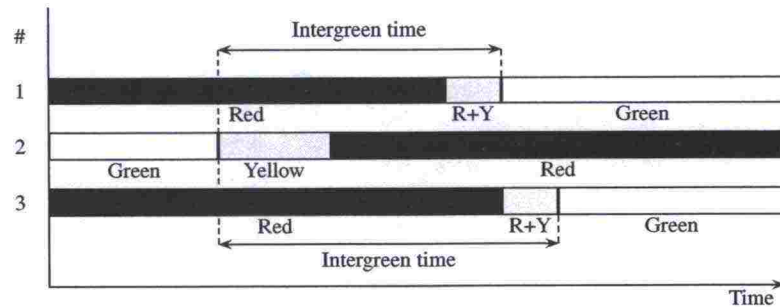 Intergreen time
#
1
Red R+Y Green
2
Green Yellow Red
3
Red R+Y Green
Intergreen time
Time